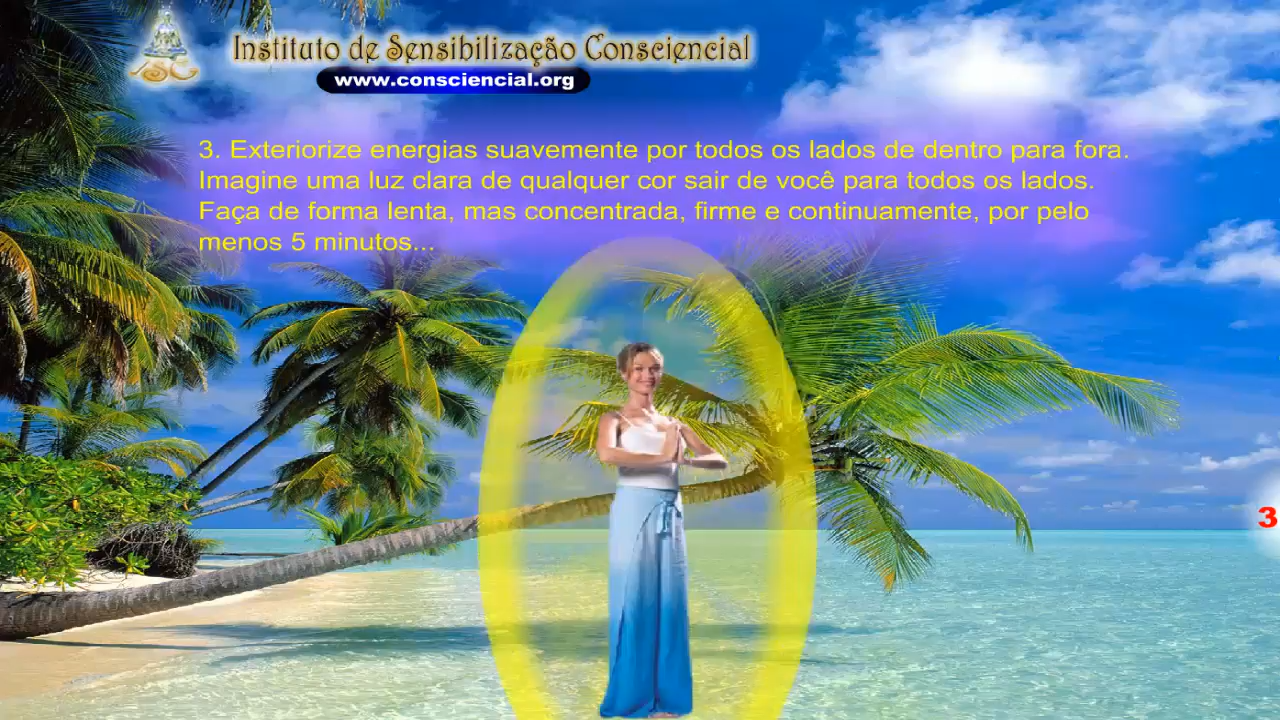 Instituto de Sensibilização Consciencial
ISC
www.consciencial.org
3. Exteriorize energias suavemente por todos os lados de dentro para fora.
Imagine uma luz clara de qualquer cor sair de você para todos os lados.
Faça de forma lenta, mas concentrada, firme e continuamente, por pelo
menos 5 minutos...
3